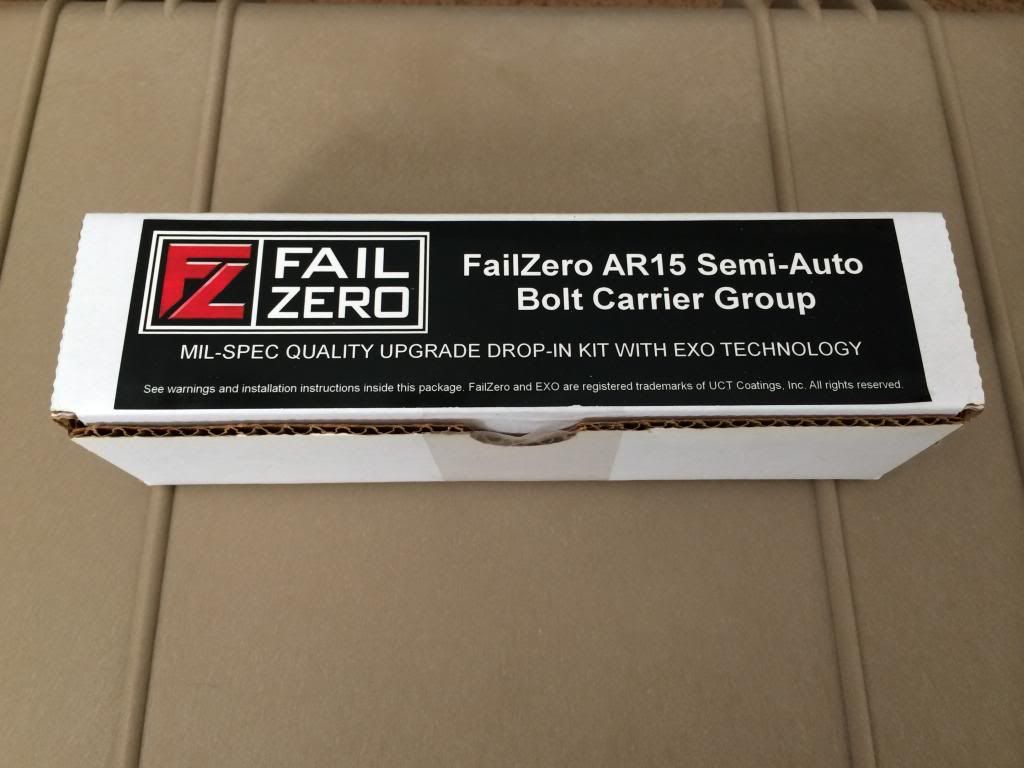 FZ
FAIL
ZERO
FailZero AR15 Semi-Auto
Bolt Carrier Group
MIL-SPEC QUALITY UPGRADE DROP-IN KIT WITH EXO TECHNOLOGY
See warnings and installation instructions inside this package. FailZero and EXO are registered trademarks of UCT Coatings, Inc. All rights reserved.